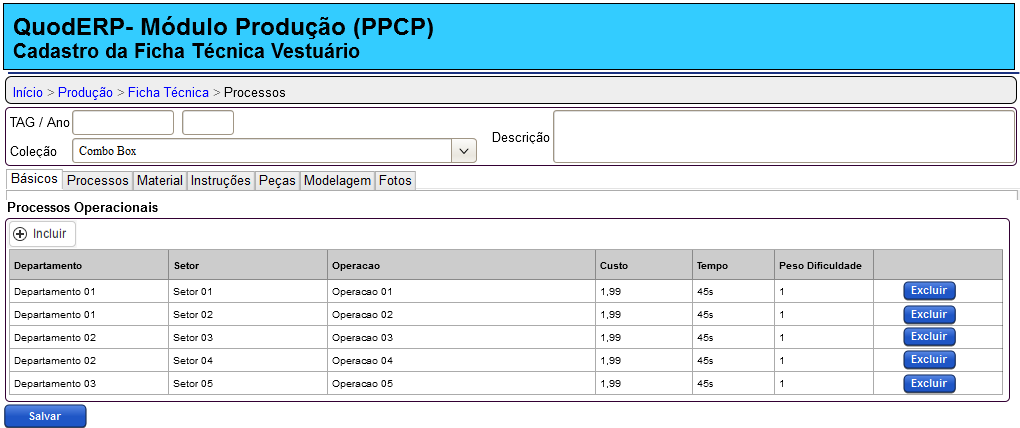 QuodERP- Módulo Produção (PPCP)
Cadastro da Ficha Técnica Vestuário
Início > Produção > Ficha Técnica > Processos
TAG / Ano
Descrição
Coleção Combo Box
Básicos Processos Material Instruções Peças Modelagem Fotos
Processos Operacionais
Incluir
Departamento Setor Operacao Custo Tempo Peso Dificuldade
Departamento 01 Setor 01 Operacao 01 1,99 45s 1 Excluir
Departamento 01 Setor 02 Operacao 02 1,99 45s 1 Excluir
Departamento 02 Setor 03 Operacao 03 1,99 45s 1 Excluir
Departamento 02 Setor 04 Operacao 04 1,99 45s 1 Excluir
Departamento 03 Setor 05 Operacao 05 1,99 45s 1 Excluir
Salvar